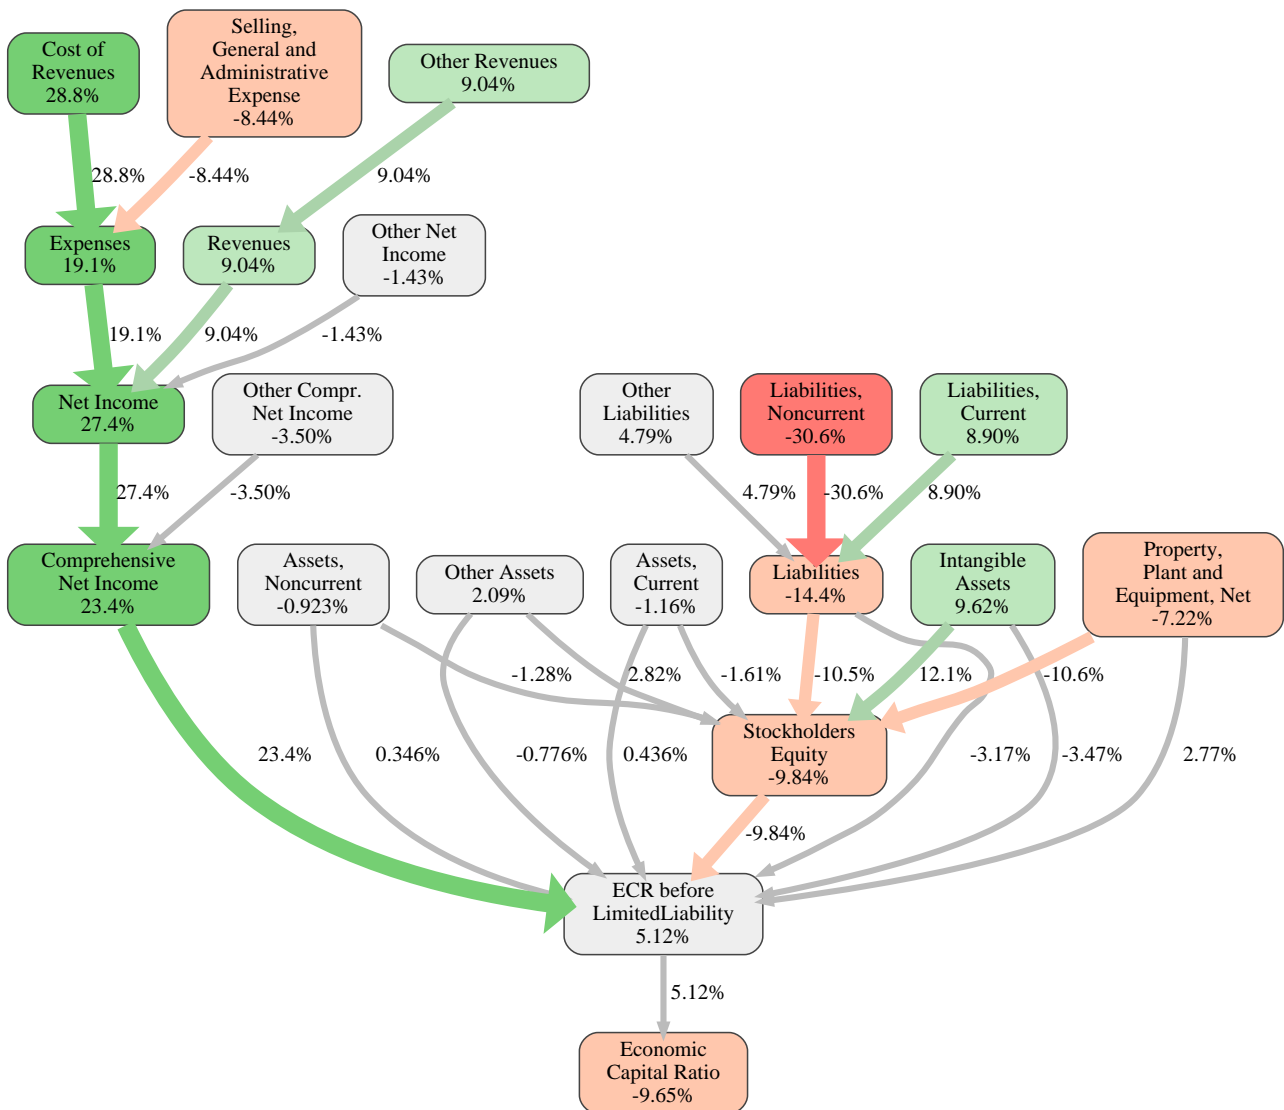 Cost of
Revenues
28.8%
Selling,
General and
Administrative
Expense
-8.44%
Other Revenues
9.04%
28.8%
-8.44%
9.04%
Expenses
19.1%
Revenues
9.04%
Other Net
Income
-1.43%
19.1%
9.04%
-1.43%
Net Income
27.4%
Other Compr.
Net Income
-3.50%
Other
Liabilities
4.79%
Liabilities,
Noncurrent
-30.6%
Liabilities,
Current
8.90%
27.4%
-3.50%
4.79%
-30.6%
8.90%
Comprehensive
Net Income
23.4%
Assets,
Noncurrent
-0.923%
Other Assets
2.09%
Assets,
Current
-1.16%
Liabilities
-14.4%
Intangible
Assets
9.62%
Property,
Plant and
Equipment, Net
-7.22%
-1.28%
2.82%
-1.61%
-10.5%
12.1%
-10.6%
Stockholders
Equity
-9.84%
23.4%
0.346%
-0.776%
0.436%
-3.17%
-3.47%
2.77%
-9.84%
ECR before
LimitedLiability
5.12%
5.12%
Economic
Capital Ratio
-9.65%